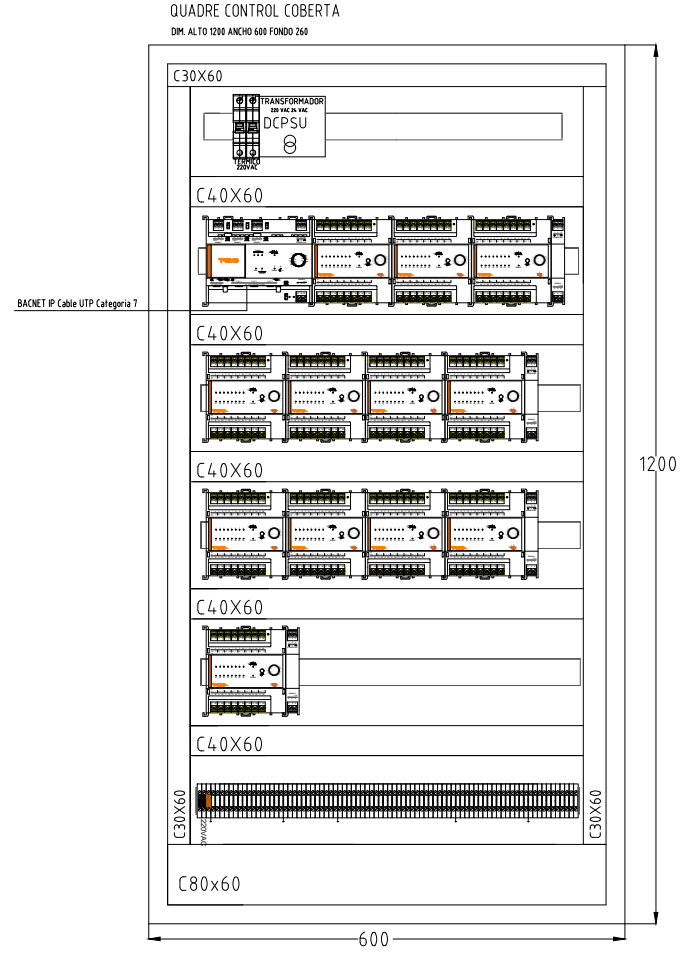 QUADRE CONTROL COBERTA
DIM. ALTO 1200 ANCHO 600 FONDO 260
C30X60
TRANSFORMADOR
220 VAC 24 VAC
DCPSU
TERMICO
220VAC
C40X60
BACNET IP Cable UTP Categoria 7
C40X60
C40X60
1200
C40X60
C40X60
C30X60
220VAC
C30X60
C80x60
600